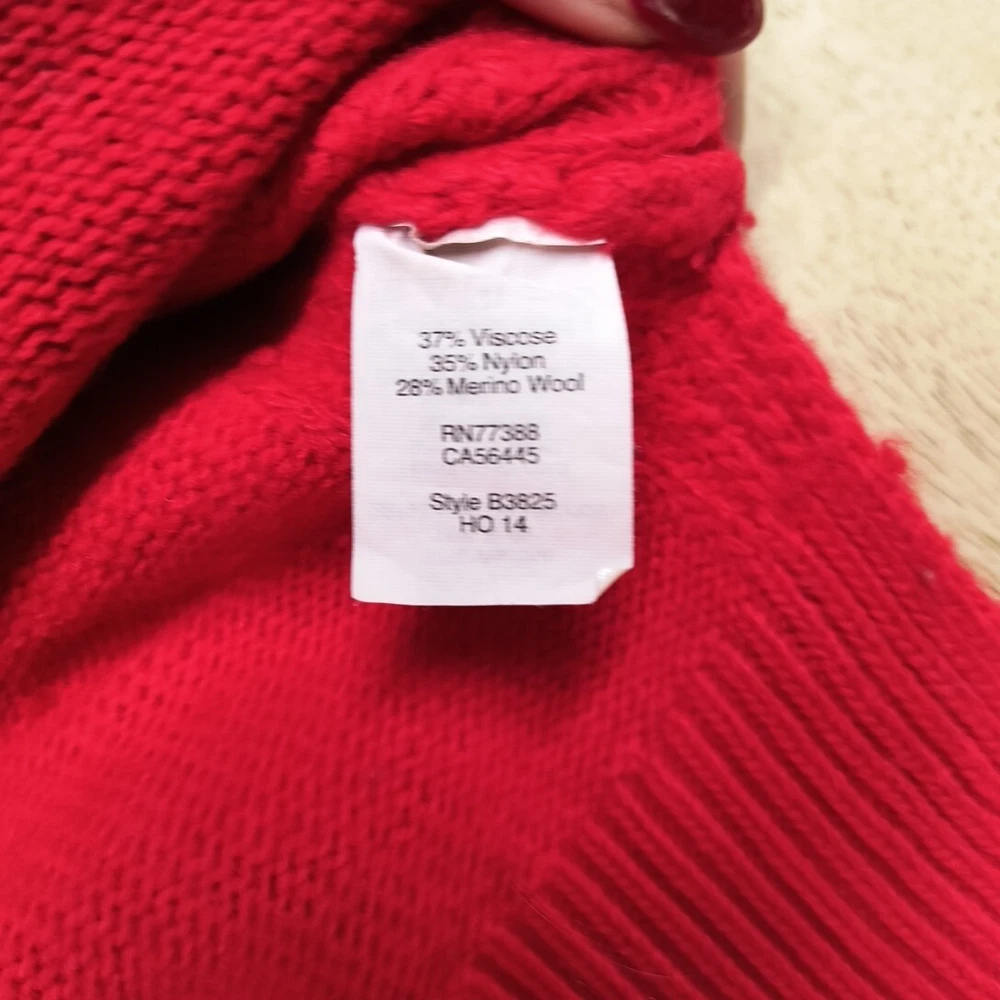 37% Viscose
35% Nylon
28% Merino Wool
RN77388
CA56445
Style B3825
HO 14